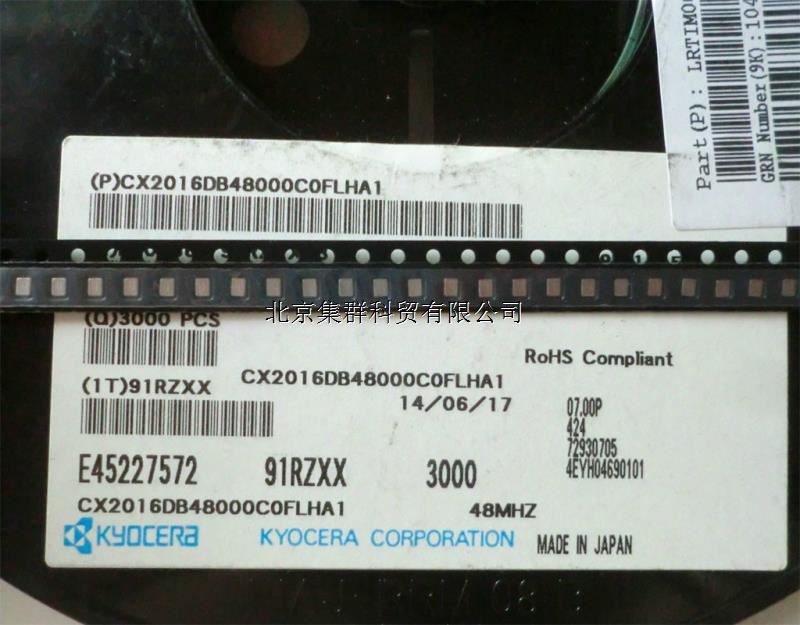 Part(P): LRTIM0
GRN Number(9K):104
(P)CX2016DB48000C0FLHA1
北京集群科贸有限公司
(Q)3000 PCS
RoHS Compliant
(1T)91RZXX
CX2016DB48000C0FLHA1
14/06/17
07.00P
424
72930705
4EYH04690101
E45227572 91RZXX 3000
CX2016DB48000C0FLHA1 48MHZ
KYOCERA KYOCERA CORPORATION MADE IN JAPAN